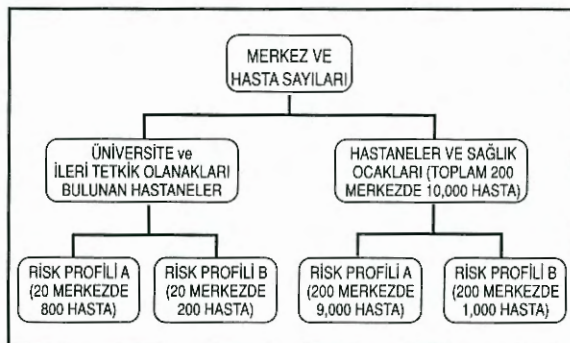 MERKEZ VE
HASTA SAYILARI
ÜNİVERSİTE ve
İLERİ TETKİK OLANAKLARI
BULUNAN HASTANELER
HASTANELER VE SAĞLIK
OCAKLARI (TOPLAM 200
MERKEZDE 10,000 HASTA)
RİSK PROFİLİ A
(20 MERKEZDE
800 HASTA)
RİSK PROFİLİ B
(20 MERKEZDE
200 HASTA)
RİSK PROFİLİ A
(200 MERKEZDE
9,000 HASTA)
RİSK PROFİLİ B
(200 MERKEZDE
1,000 HASTA)